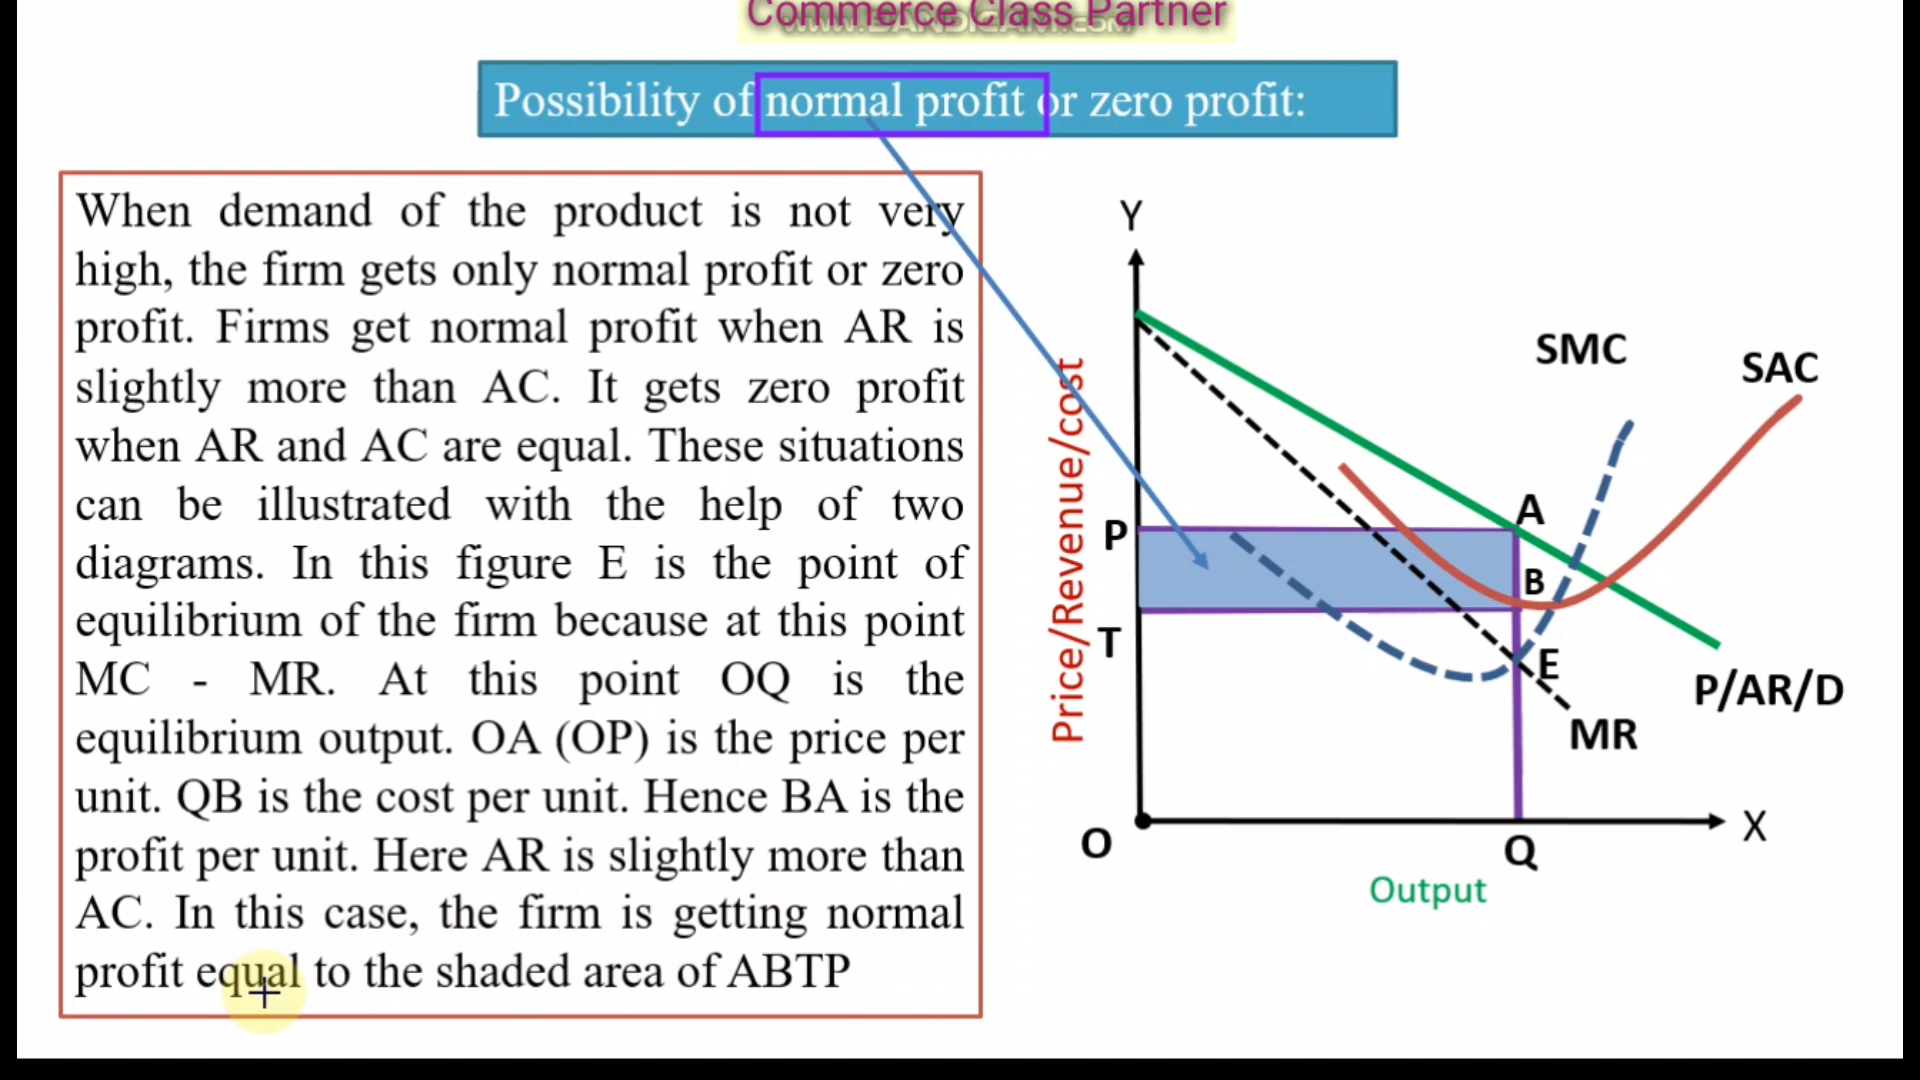 Commerce Class Partner
www.BANDICAM.com
Possibility of normal profit or zero profit:
When demand of the product is not very
high, the firm gets only normal profit or zero
profit. Firms get normal profit when AR is
slightly more than AC. It gets zero profit
when AR and AC are equal. These situations
can be illustrated with the help of two
diagrams. In this figure E is the point of
equilibrium of the firm because at this point
MC - MR. At this point OQ is the
equilibrium output. OA (OP) is the price per
unit. QB is the cost per unit. Hence BA is the
profit per unit. Here AR is slightly more than
AC. In this case, the firm is getting normal
profit equal to the shaded area of ABTP
Y
SMC
SAC
Price/Revenue/cost
A
P
B
T
E
P/AR/D
MR
X
O
Q
Output